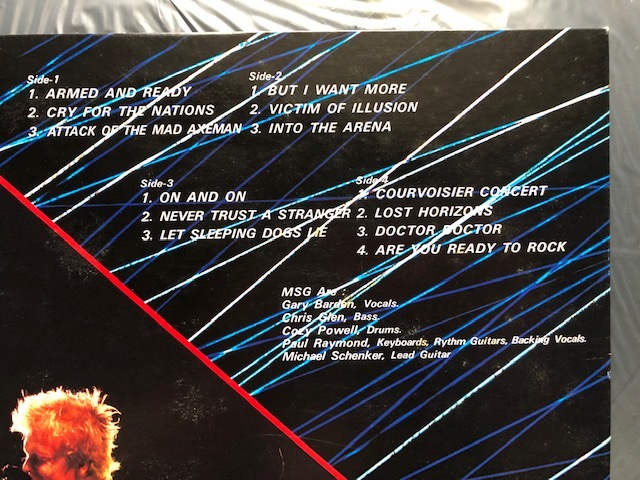 Side-1
1. ARMED AND READY
2. CRY FOR THE NATIONS
3. ATTACK OF THE MAD AXEMAN
Side-2
1. BUT I WANT MORE
2. VICTIM OF ILLUSION
3. INTO THE ARENA
Side-3
1. ON AND ON
2. NEVER TRUST A STRANGER
3. LET SLEEPING DOGS LIE
Side-4
1. COURVOISIER CONCERT
2. LOST HORIZONS
3. DOCTOR DOCTOR
4. ARE YOU READY TO ROCK
MSG Are :
Gary Barden, Vocals.
Chris Glen, Bass.
Cozy Powell, Drums.
Paul Raymond, Keyboards, Rythm Guitars, Backing Vocals.
Michael Schenker, Lead Guitar